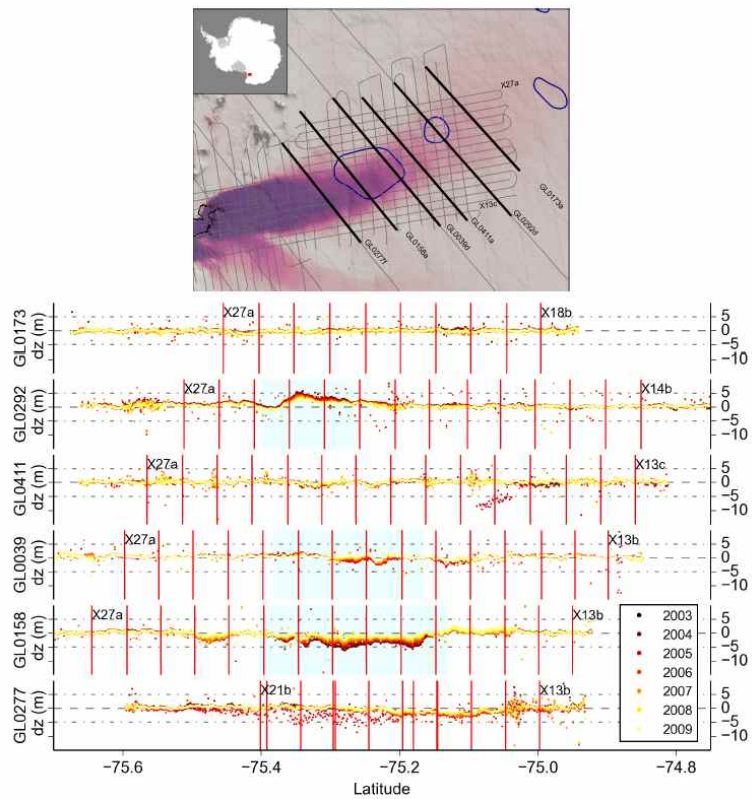 X27a
X13c
GL0277f
GL0158a
GL0039d
GL0411a
GL0292d
GL0173a
GL0173
dz (m)
X27a
X18b
5
0
−5
−10
GL0292
dz (m)
X27a
X14b
5
0
−5
−10
GL0411
dz (m)
X27a
X13c
5
0
−5
−10
GL0039
dz (m)
X27a
X13b
5
0
−5
−10
GL0158
dz (m)
X27a
X13b
5
0
−5
−10
GL0277
dz (m)
X21b
X13b
5
0
−5
−10
2003
2004
2005
2006
2007
2008
2009
−75.6
−75.4
−75.2
−75.0
−74.8
Latitude